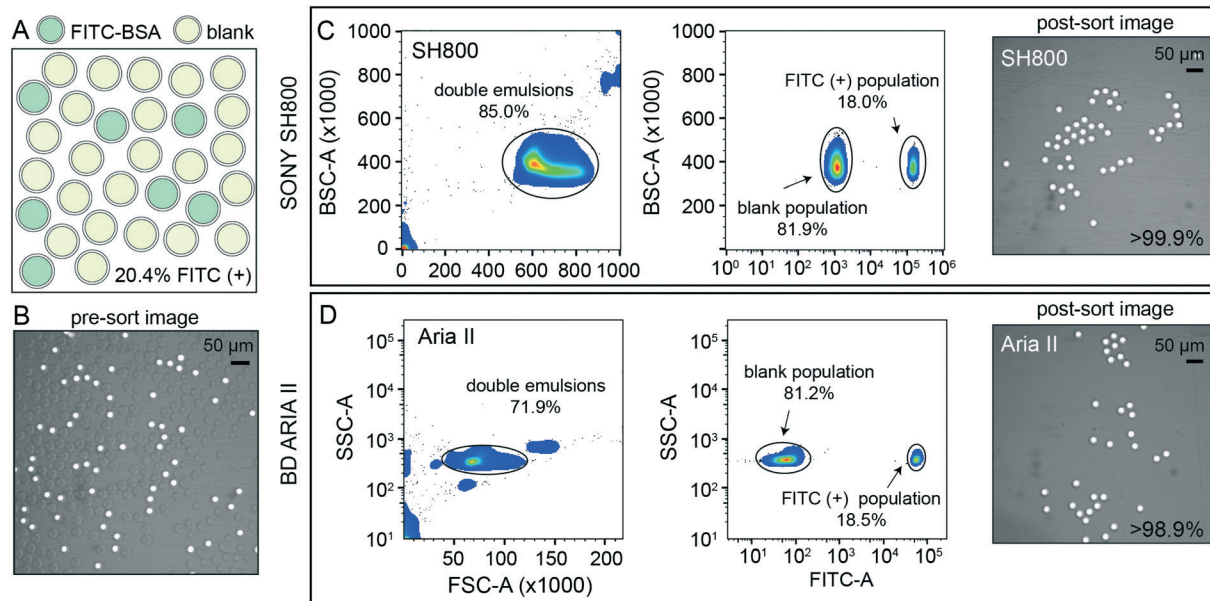 A
FITC-BSA
blank
20.4% FITC (+)
B
pre-sort image
50 µm
SONY SH800
C
SH800
double emulsions
85.0%
BSC-A (x1000)
1000
800
600
400
200
0
0 200 400 600 800 1000
BSC-A (x1000)
1000
800
600
400
200
0
FITC (+) population
18.0%
blank population
81.9%
10⁰ 10¹ 10² 10³ 10⁴ 10⁵ 10⁶
post-sort image
SH800
50 µm
>99.9%
BD ARIA II
D
Aria II
double emulsions
71.9%
SSC-A
10⁵
10⁴
10³
10²
10¹
50 100 150 200
FSC-A (x1000)
SSC-A
10⁵
10⁴
10³
10²
10¹
blank population
81.2%
FITC (+) population
18.5%
10¹ 10² 10³ 10⁴ 10⁵
FITC-A
post-sort image
Aria II
50 µm
>98.9%